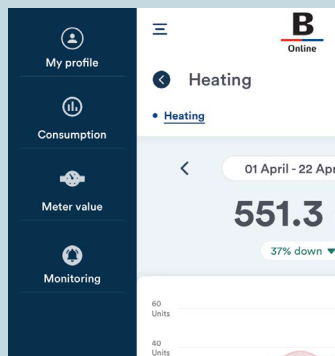 My profile
Consumption
Meter value
Monitoring
B
Online
Heating
Heating
01 April - 22 Apr
551.3
37% down
60
Units
40
Units